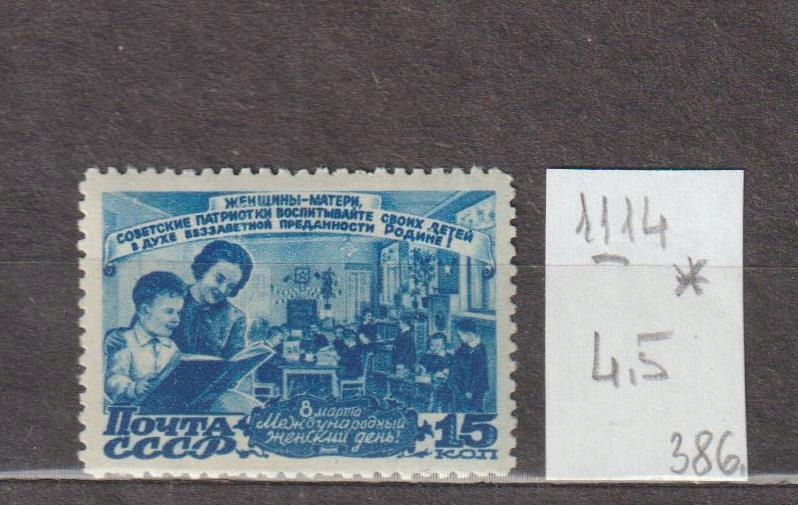 ЖЕНЩИНЫ-МАТЕРИ,
СОВЕТСКИЕ ПАТРИОТКИ ВОСПИТЫВАЙТЕ СВОИХ ДЕТЕЙ
В ДУХЕ БЕЗЗАВЕТНОЙ ПРЕДАННОСТИ РОДИНЕ!
8 марта
Международный
женский день!
ПОЧТА
СССР
15
КОП
1114
*
4,5
386.